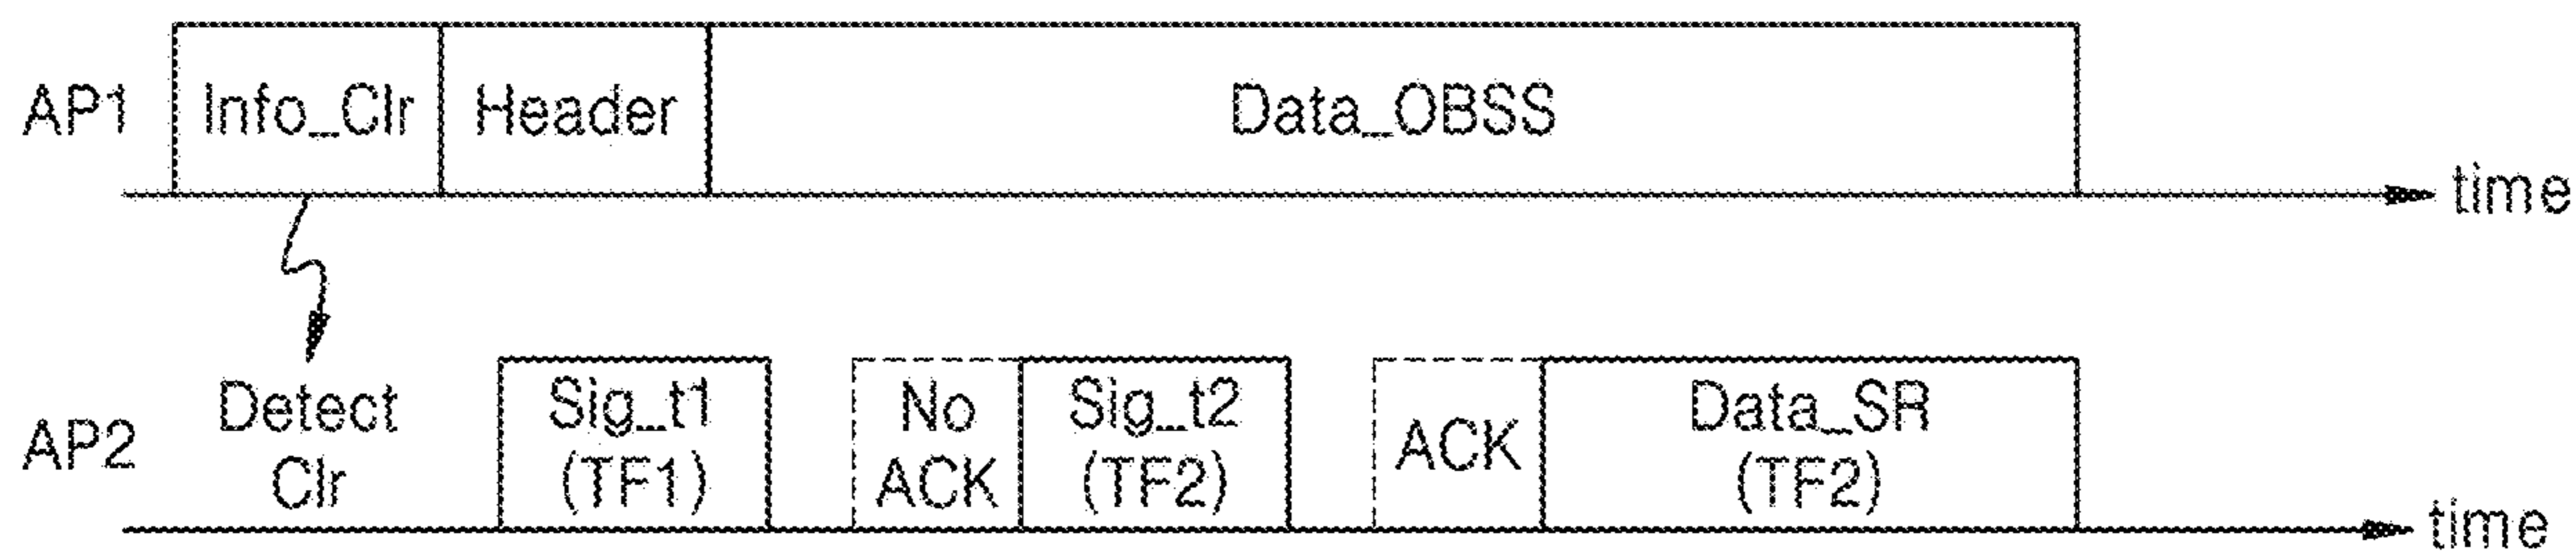 AP1 Info_Clr Header Data_OBSS
time
AP2
Detect
Clr
Sig_t1
(TF1)
No
ACK
Sig_t2
(TF2)
ACK
Data_SR
(TF2)
time